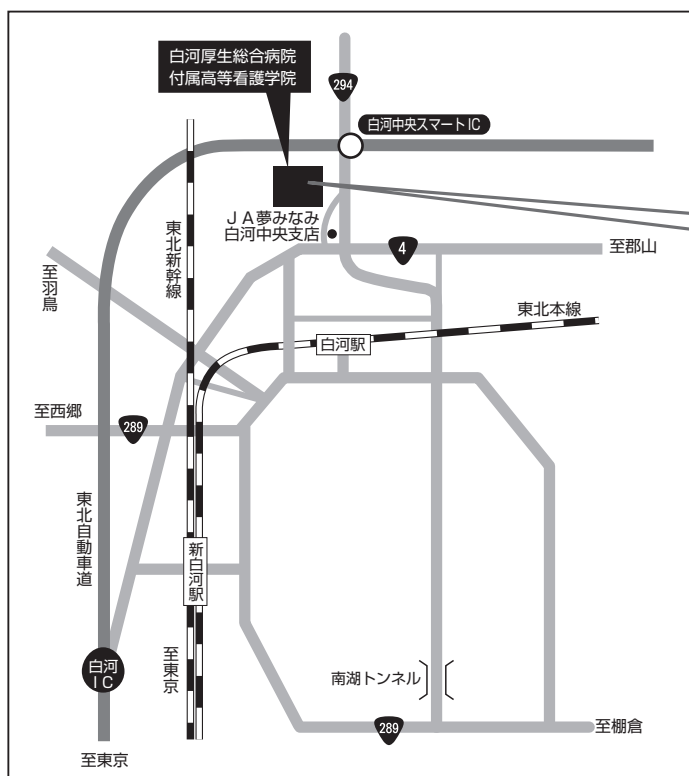 白河厚生総合病院
付属高等看護学院
294
白河中央スマートIC
JA夢みなみ
白河中央支店
4
至郡山
東北新幹線
至羽鳥
東北本線
白河駅
至西郷
289
東北自動車道
新白河駅
白河
IC
至東京
南湖トンネル
289
至棚倉
至東京